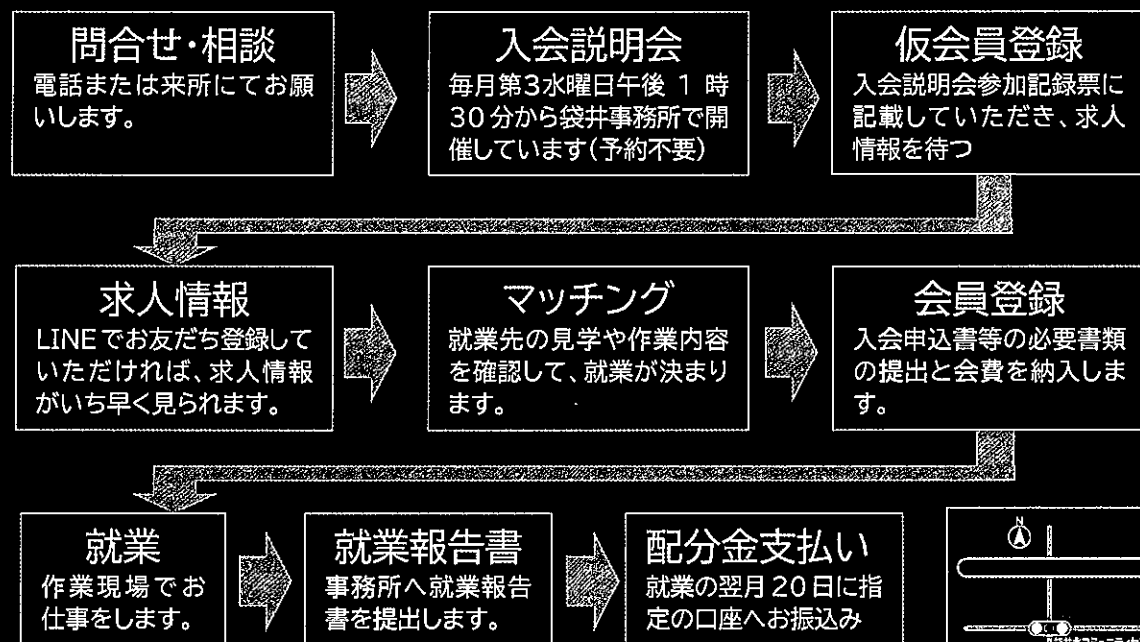 問合せ・相談
電話または来所にてお願
いします。
入会説明会
毎月第3水曜日午後 1 時
30分から袋井事務所で開
催しています(予約不要)
仮会員登録
入会説明会参加記録票に
記載していただき、求人
情報を待つ
求人情報
LINEでお友だち登録して
いただければ、求人情報
がいち早く見られます。
マッチング
就業先の見学や作業内容
を確認して、就業が決まり
ます。
会員登録
入会申込書等の必要書類
の提出と会費を納入しま
す。
就業
作業現場でお
仕事をします。
就業報告書
事務所へ就業報告
書を提出します。
配分金支払い
就業の翌月20日に指
定の口座へお振込み
N